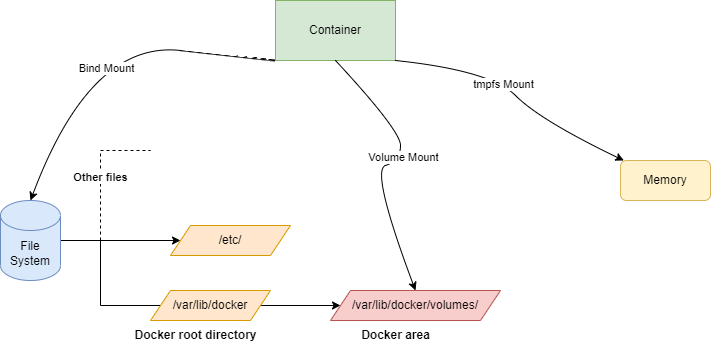 Container
Bind Mount
tmpfs Mount
Volume Mount
Other files
Memory
File
System
/etc/
/var/lib/docker
/var/lib/docker/volumes/
Docker root directory
Docker area